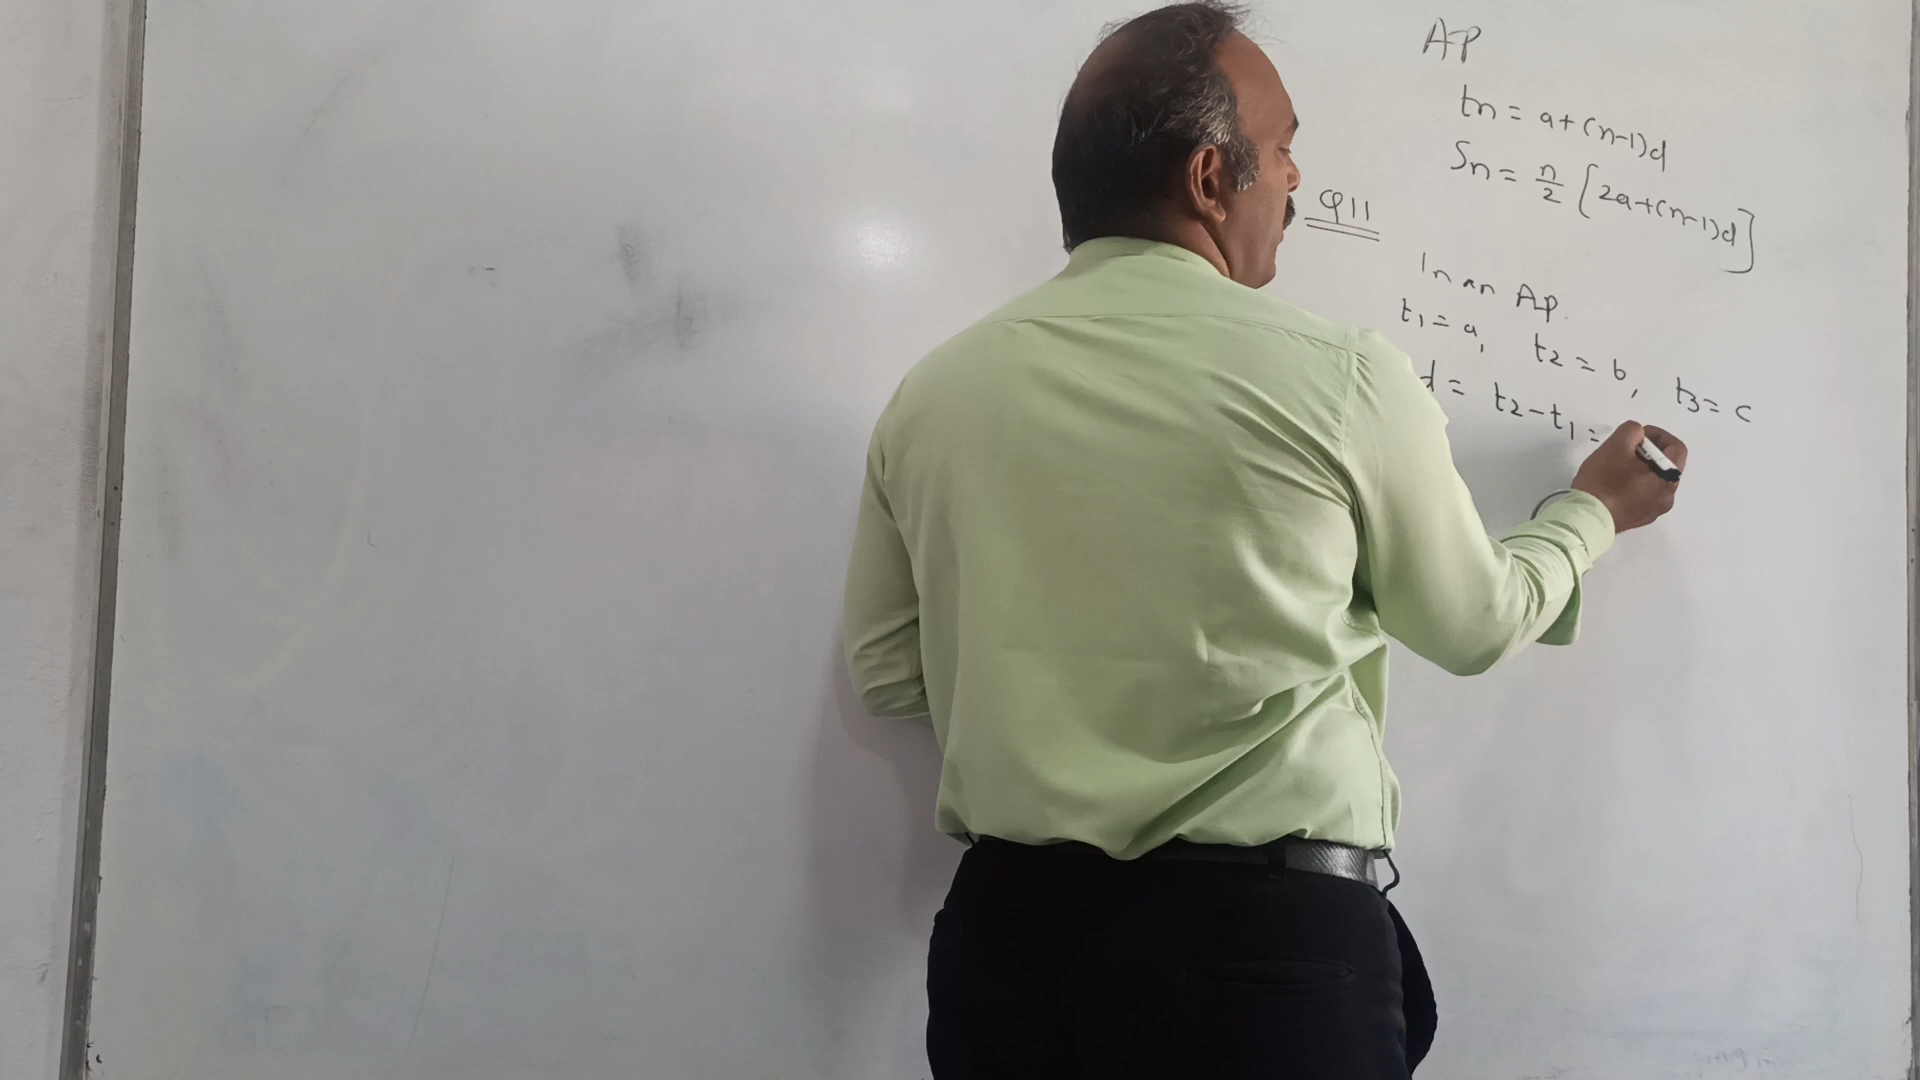 AP
tn = a+(n-1)d
Sn = n/2 [2a+(n-1)d]
Q11
In an Ap.
t1 = a, t2 = b, t3 = c
d = t2-t1 =